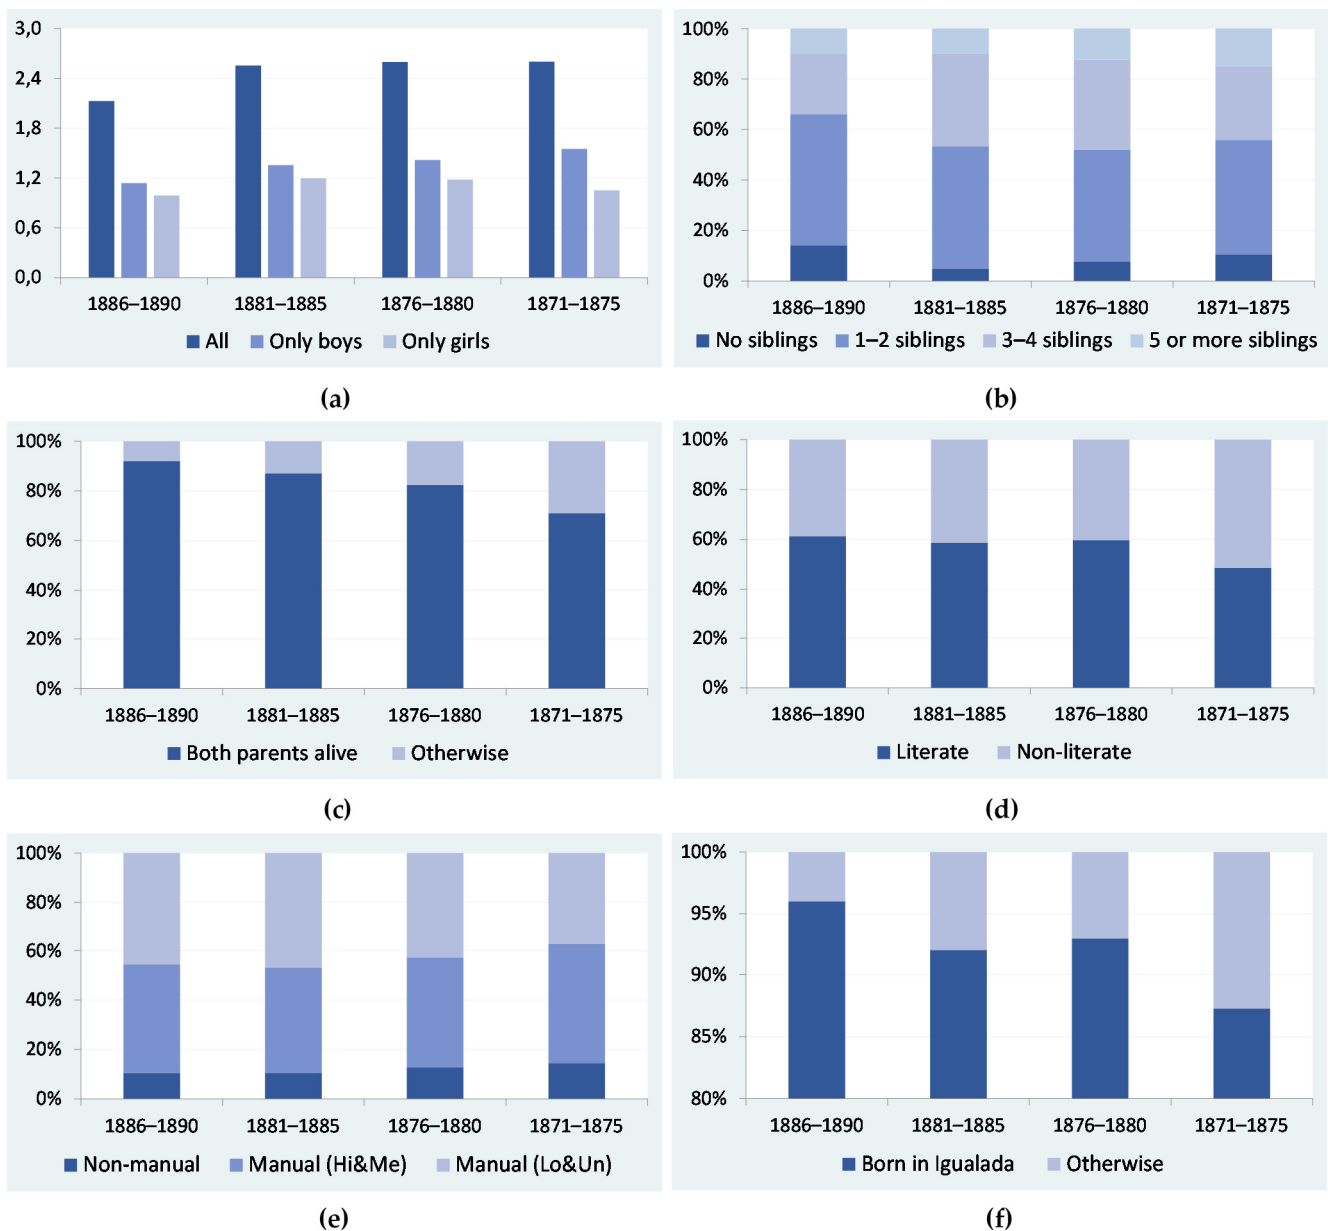 3,0
2,4
1,8
1,2
0,6
0,0
1886–1890 1881–1885 1876–1880 1871–1875
All Only boys Only girls
(a)
100%
80%
60%
40%
20%
0%
1886–1890 1881–1885 1876–1880 1871–1875
No siblings 1–2 siblings 3–4 siblings 5 or more siblings
(b)
100%
80%
60%
40%
20%
0%
1886–1890 1881–1885 1876–1880 1871–1875
Both parents alive Otherwise
(c)
100%
80%
60%
40%
20%
0%
1886–1890 1881–1885 1876–1880 1871–1875
Literate Non-literate
(d)
100%
80%
60%
40%
20%
0%
1886–1890 1881–1885 1876–1880 1871–1875
Non-manual Manual (Hi&Me) Manual (Lo&Un)
(e)
100%
95%
90%
85%
80%
1886–1890 1881–1885 1876–1880 1871–1875
Born in Igualada Otherwise
(f)